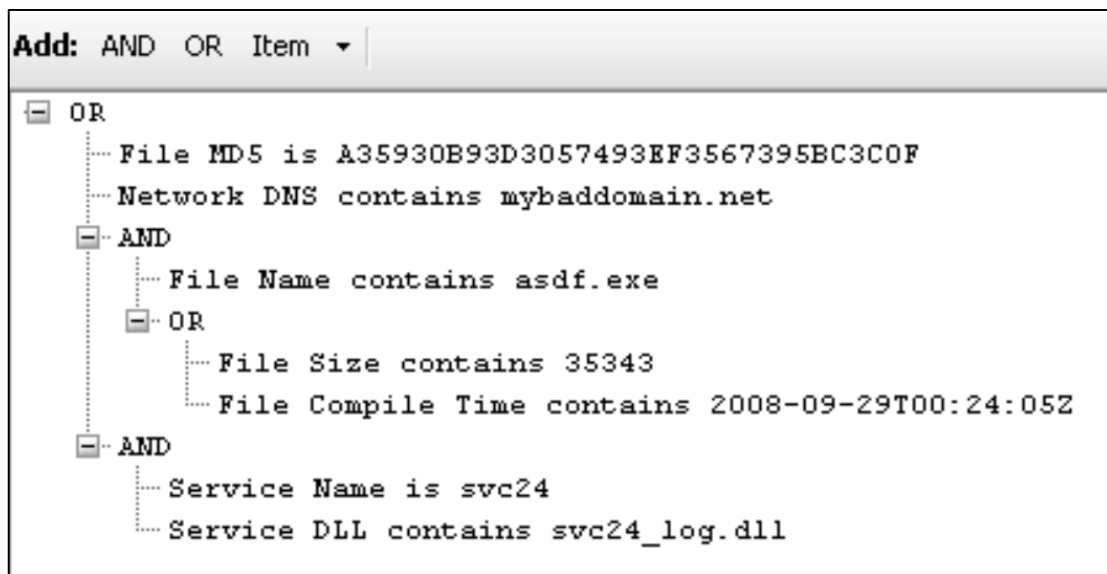 Add: AND OR Item
OR
File MD5 is A35930B93D3057493EF3567395BC3C0F
Network DNS contains mybaddomain.net
AND
File Name contains asdf.exe
OR
File Size contains 35343
File Compile Time contains 2008-09-29T00:24:05Z
AND
Service Name is svc24
Service DLL contains svc24_log.dll